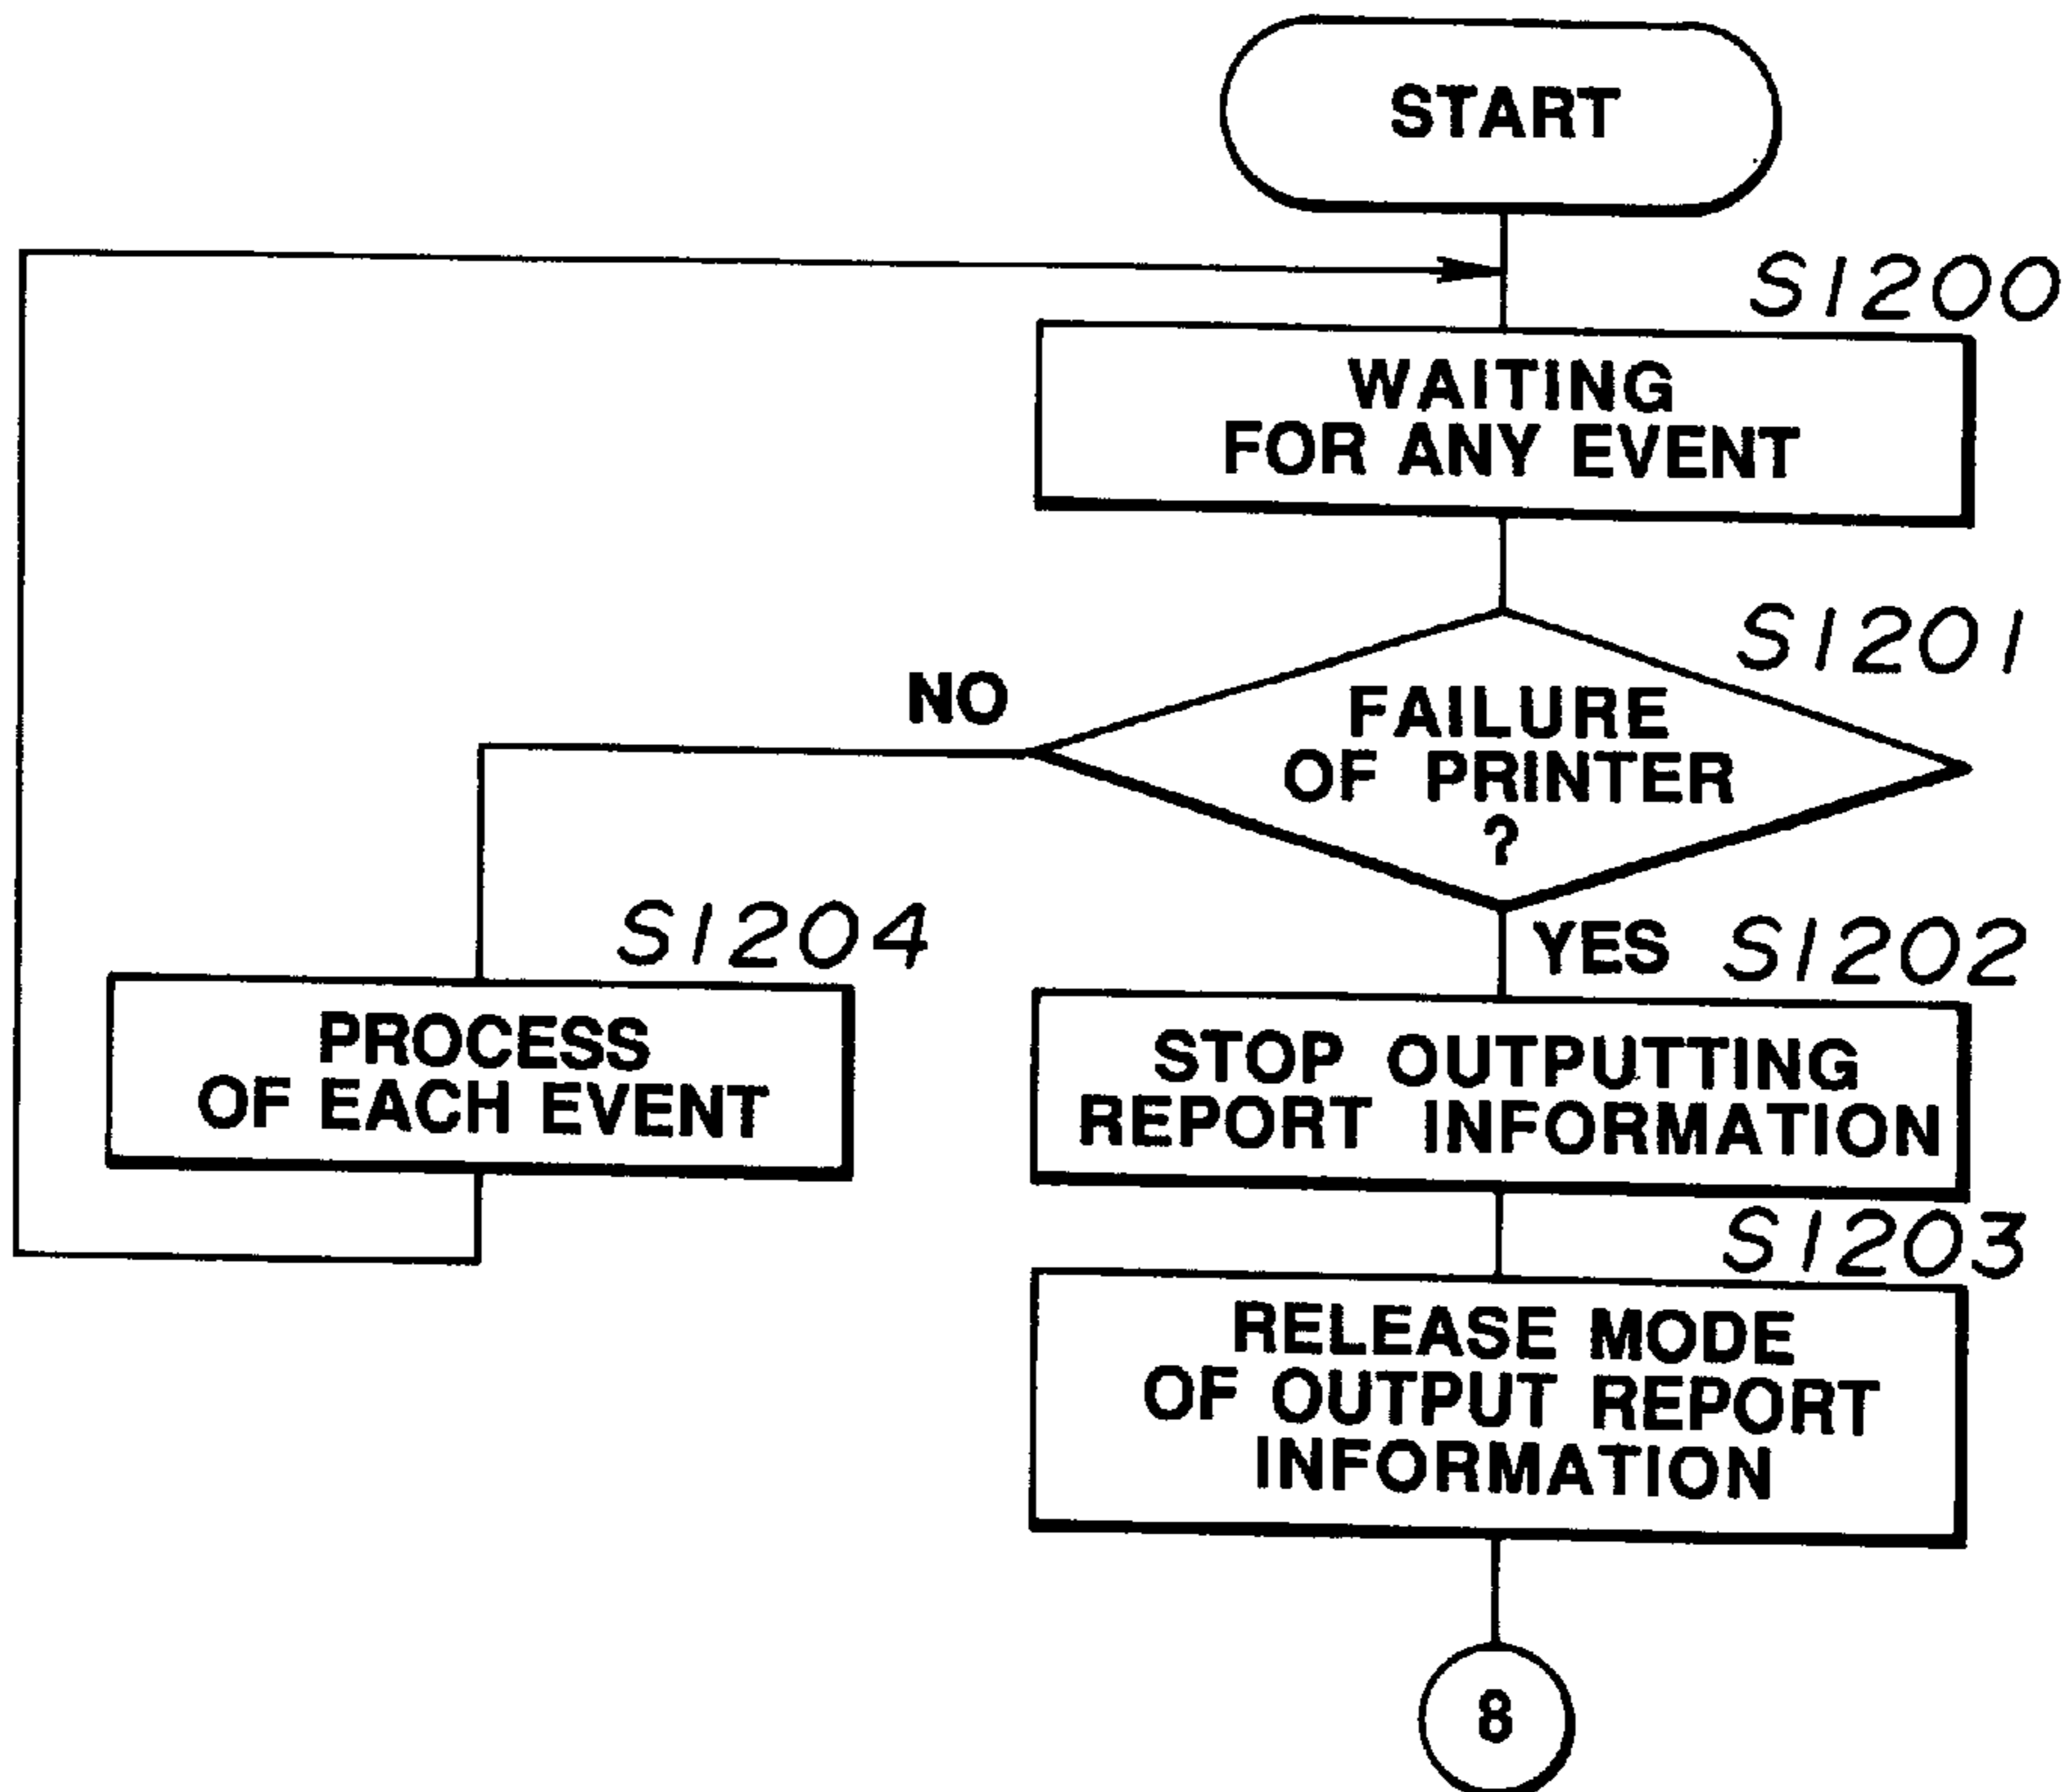 START
S1200
WAITING
FOR ANY EVENT
S1201
NO
FAILURE
OF PRINTER
?
YES
S1202
S1204
PROCESS
OF EACH EVENT
STOP OUTPUTTING
REPORT INFORMATION
S1203
RELEASE MODE
OF OUTPUT REPORT
INFORMATION
8